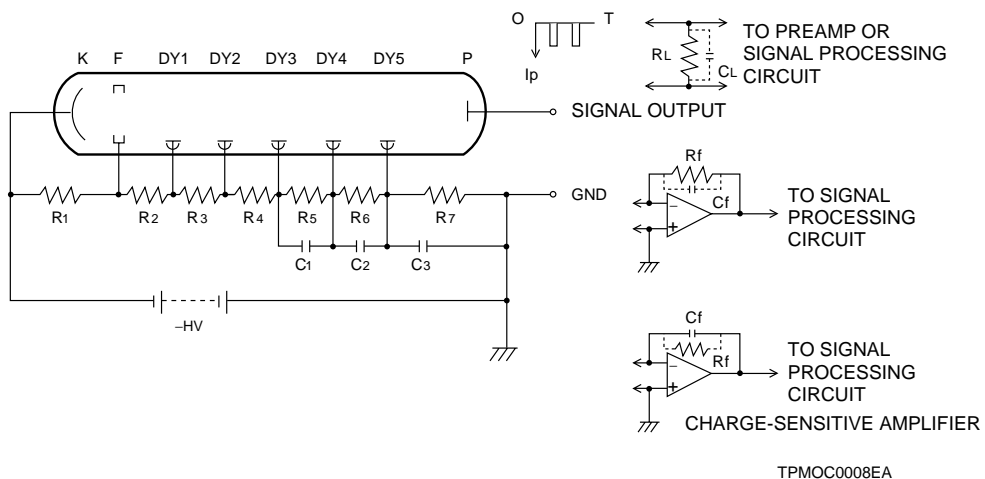 K F DY1 DY2 DY3 DY4 DY5 P
O T
Ip
RL
CL
TO PREAMP OR
SIGNAL PROCESSING
CIRCUIT
SIGNAL OUTPUT
GND
R1 R2 R3 R4 R5 R6 R7
C1 C2 C3
−HV
Rf
Cf
−
+
TO SIGNAL
PROCESSING
CIRCUIT
Cf
Rf
−
+
TO SIGNAL
PROCESSING
CIRCUIT
CHARGE-SENSITIVE AMPLIFIER
TPMOC0008EA